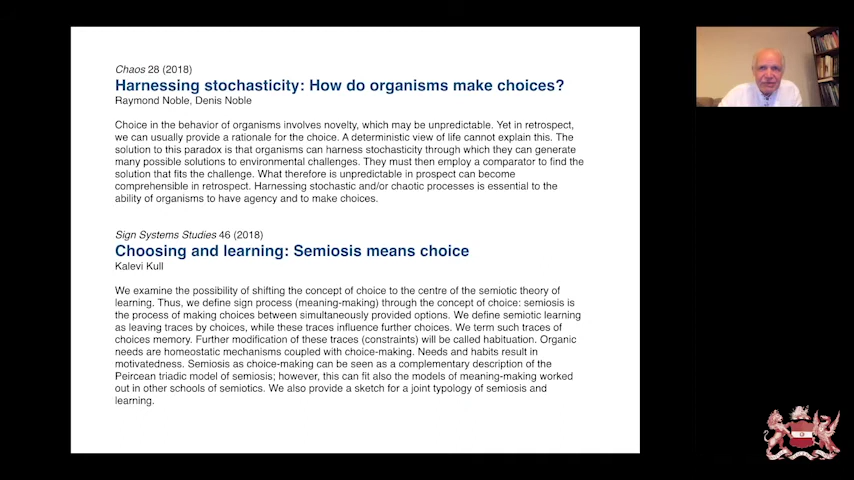 Chaos 28 (2018)
Harnessing stochasticity: How do organisms make choices?
Raymond Noble, Denis Noble
Choice in the behavior of organisms involves novelty, which may be unpredictable. Yet in retrospect,
we can usually provide a rationale for the choice. A deterministic view of life cannot explain this. The
solution to this paradox is that organisms can harness stochasticity through which they can generate
many possible solutions to environmental challenges. They must then employ a comparator to find the
solution that fits the challenge. What therefore is unpredictable in prospect can become
comprehensible in retrospect. Harnessing stochastic and/or chaotic processes is essential to the
ability of organisms to have agency and to make choices.
Sign Systems Studies 46 (2018)
Choosing and learning: Semiosis means choice
Kalevi Kull
We examine the possibility of shifting the concept of choice to the centre of the semiotic theory of
learning. Thus, we define sign process (meaning-making) through the concept of choice: semiosis is
the process of making choices between simultaneously provided options. We define semiotic learning
as leaving traces by choices, while these traces influence further choices. We term such traces of
choices memory. Further modification of these traces (constraints) will be called habituation. Organic
needs are homeostatic mechanisms coupled with choice-making. Needs and habits result in
motivatedness. Semiosis as choice-making can be seen as a complementary description of the
Peircean triadic model of semiosis; however, this can fit also the models of meaning-making worked
out in other schools of semiotics. We also provide a sketch for a joint typology of semiosis and
learning.